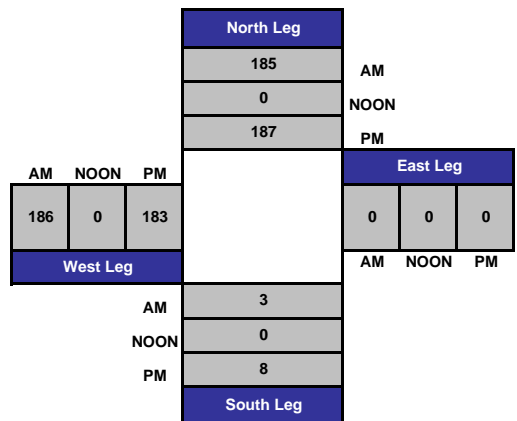 North Leg
185 AM
0 NOON
187 PM
AM NOON PM
East Leg
186 0 183
0 0 0
West Leg
AM NOON PM
AM 3
NOON 0
PM 8
South Leg